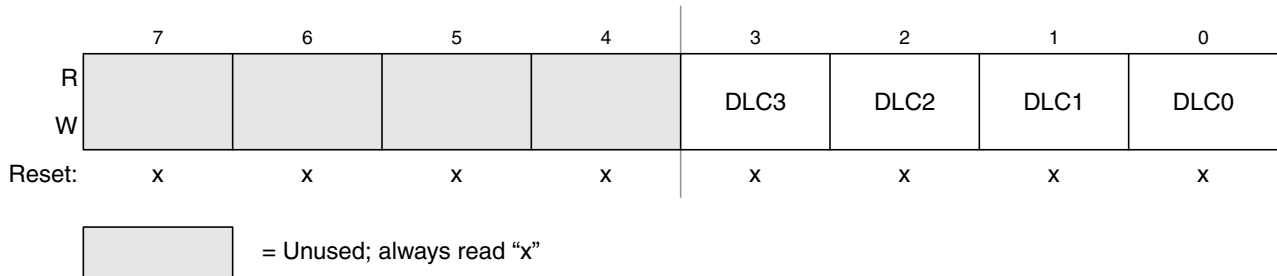 7 6 5 4 3 2 1 0
R
DLC3 DLC2 DLC1 DLC0
W
Reset: x x x x x x x x
= Unused; always read “x”